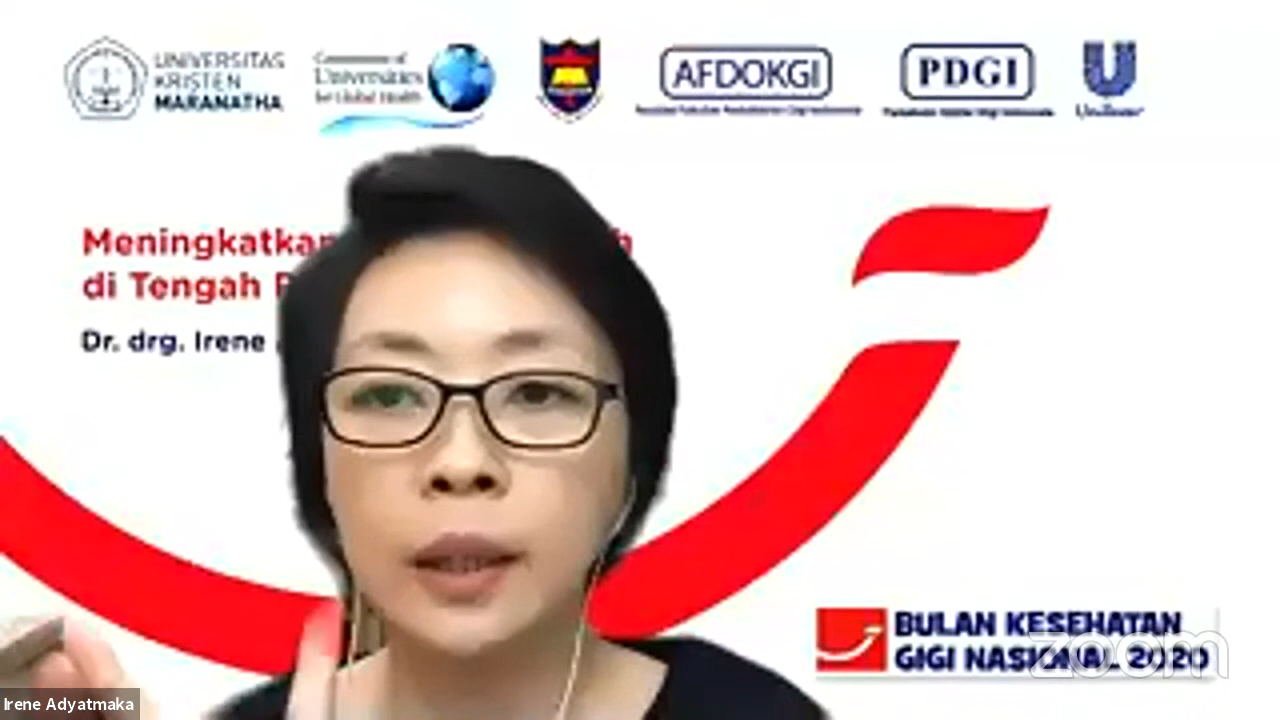 UNIVERSITAS
KRISTEN
MARANATHA
Consortium of
Universities
for Global Health
AFDOKGI
PDGI
Unilever
Meningkatkan
di Tengah
Dr. drg. Irene
BULAN KESEHATAN
GIGI NASIONAL 2020
zoom
Irene Adyatmaka